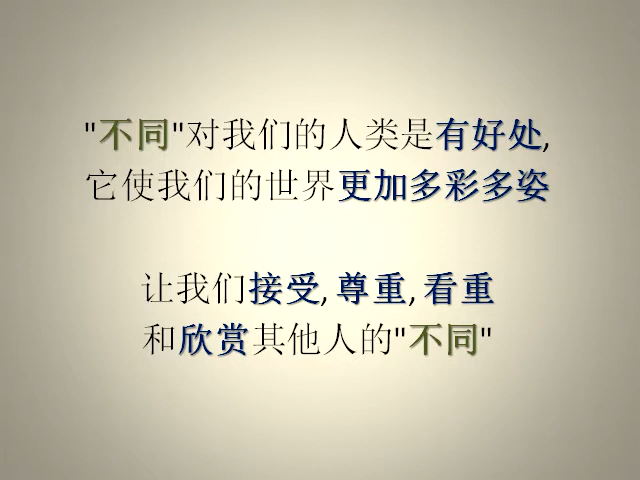 "不同"对我们的人类是有好处,
它使我们的世界更加多彩多姿
让我们接受, 尊重, 看重
和欣赏其他人的"不同"